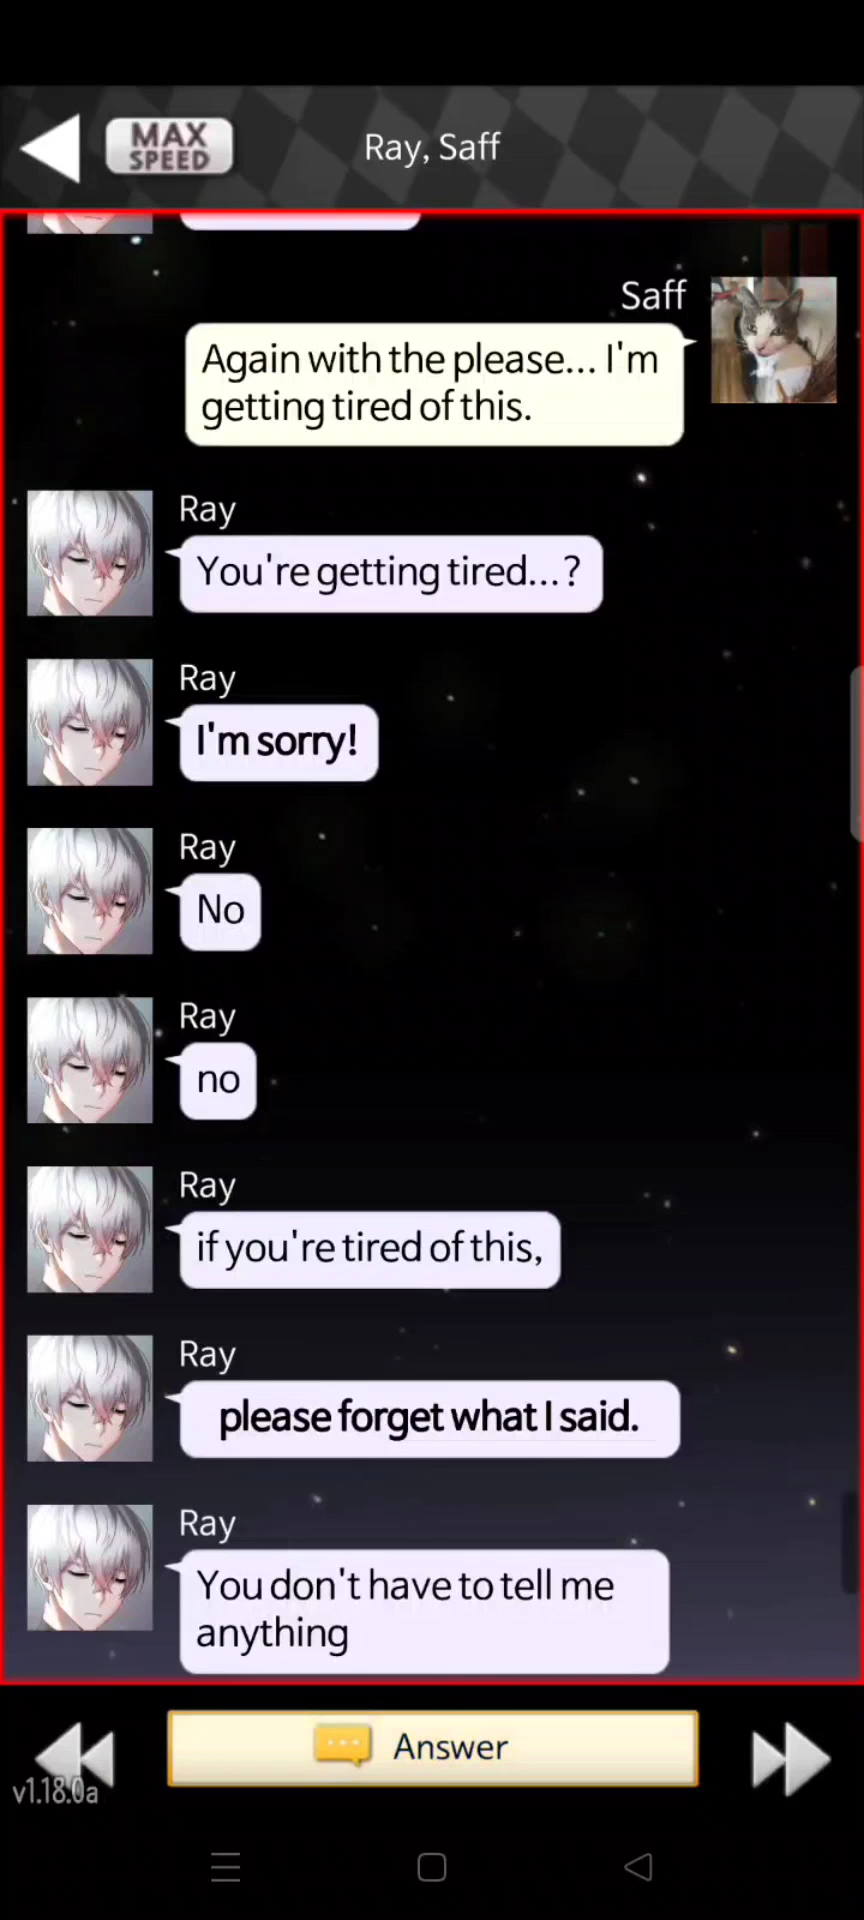 MAX
SPEED
Ray, Saff
Saff
Again with the please... I'm
getting tired of this.
Ray
You're getting tired...?
Ray
I'm sorry!
Ray
No
Ray
no
Ray
if you're tired of this,
Ray
please forget what I said.
Ray
You don't have to tell me
anything
Answer
v1.18.0a